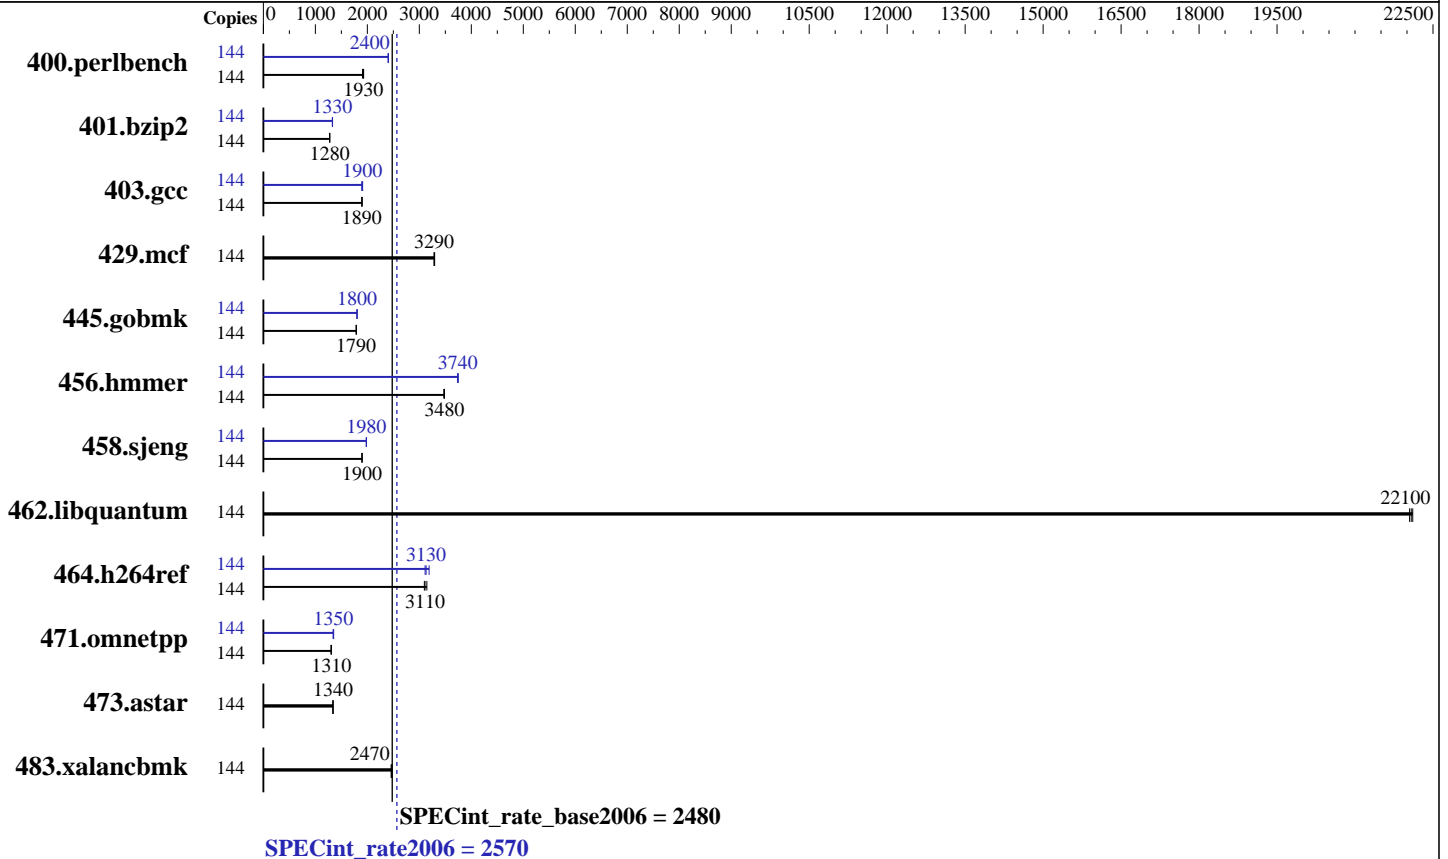 Copies 0 1000 2000 3000 4000 5000 6000 7000 8000 9000 10500 12000 13500 15000 16500 18000 19500 22500
400.perlbench 144 2400
144 1930
401.bzip2 144 1330
144 1280
403.gcc 144 1900
144 1890
429.mcf 144 3290
445.gobmk 144 1800
144 1790
456.hmmer 144 3740
144 3480
458.sjeng 144 1980
144 1900
462.libquantum 144 22100
464.h264ref 144 3130
144 3110
471.omnetpp 144 1350
144 1310
473.astar 144 1340
483.xalancbmk 144 2470
SPECint_rate_base2006 = 2480
SPECint_rate2006 = 2570